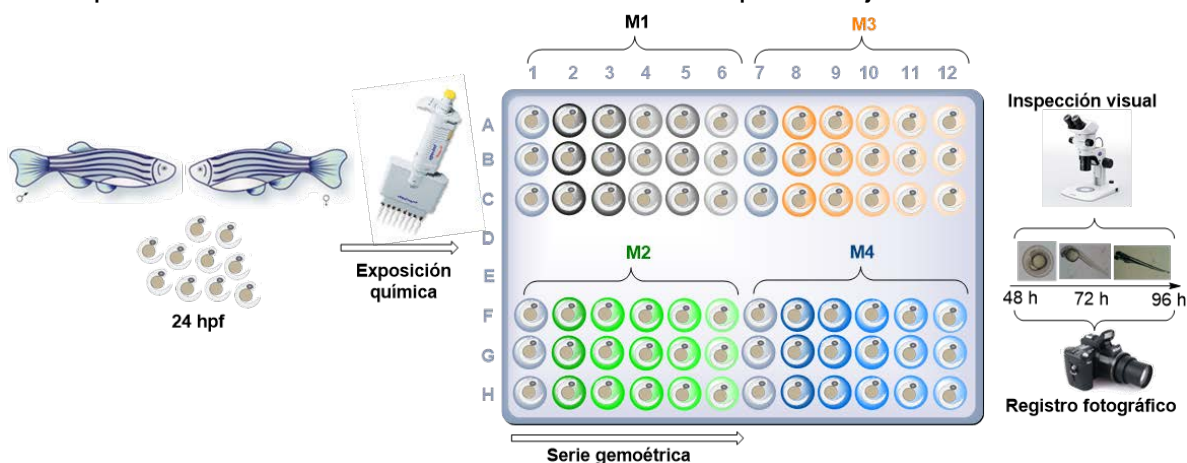 M1
M3
1 2 3 4 5 6 7 8 9 10 11 12
A
B
C
D
E
F
G
H
♂
♀
24 hpf
Exposición
química
M2
M4
Serie gemoétrica
Inspección visual
48 h 72 h 96 h
Registro fotográfico